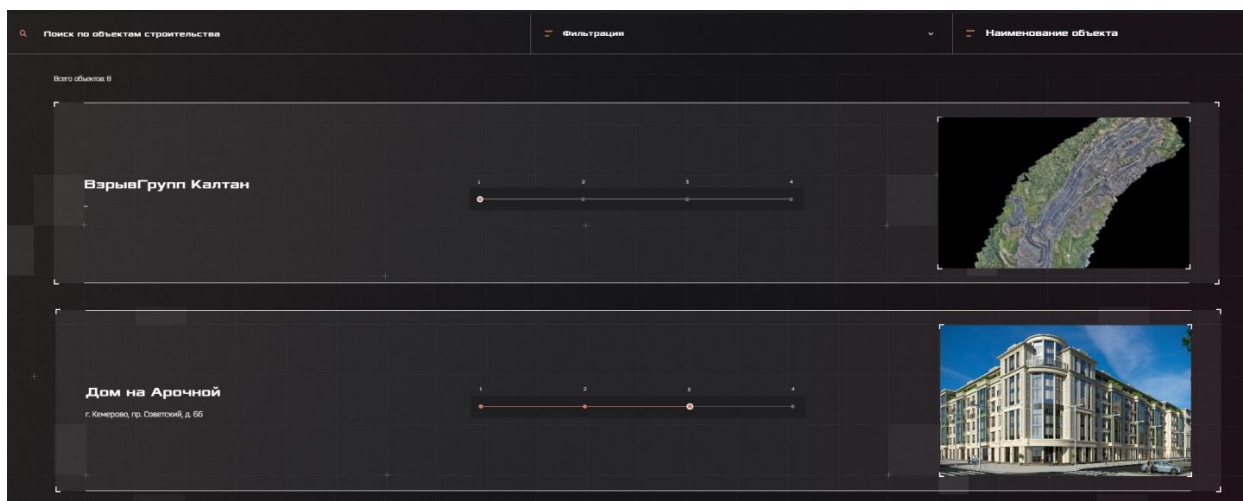 Поиск по объектам строительства
Фильтрация
Наименование объекта
Всего объектов: 8
ВзрывГрупп Калтан
–
1 2 3 4
Дом на Арочной
г. Кемерово, пр. Советский, д. 66
1 2 3 4